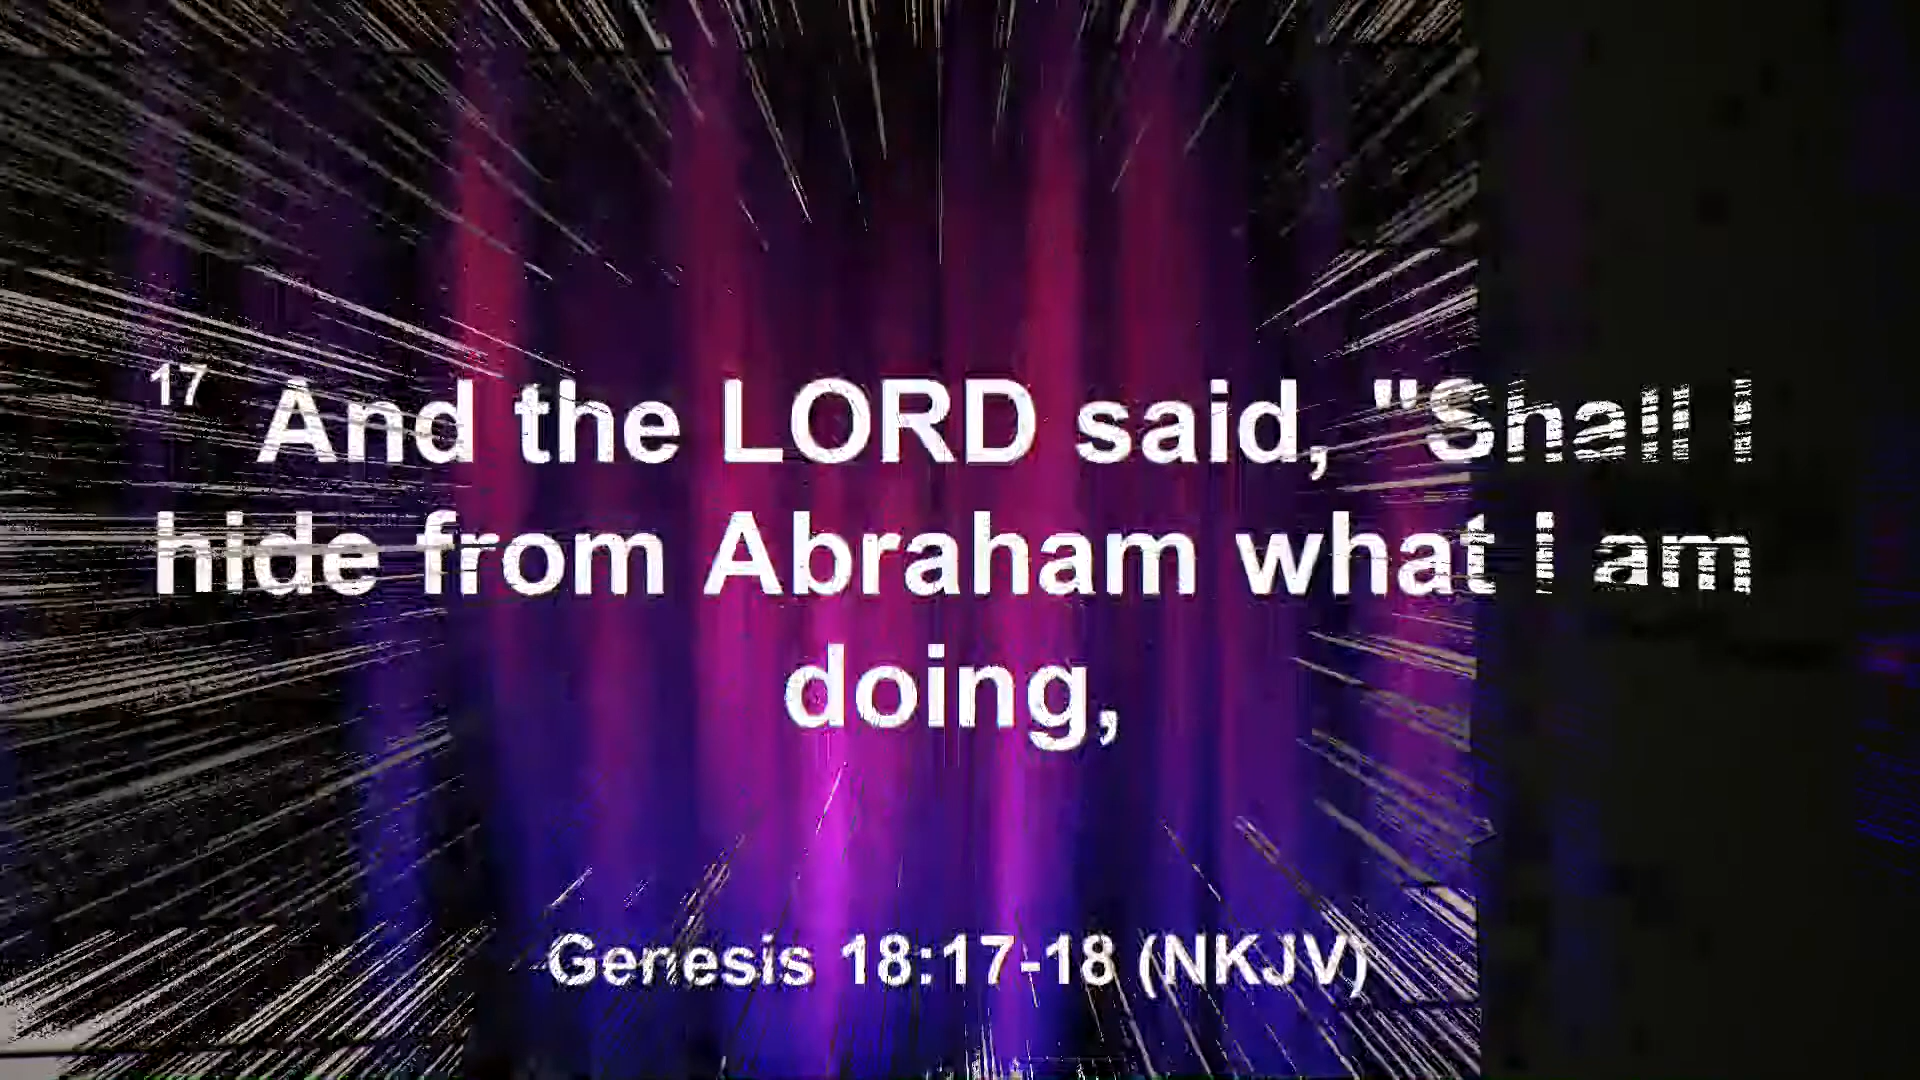 17 And the LORD said, "Shall I
hide from Abraham what I am
doing,
Genesis 18:17-18 (NKJV)